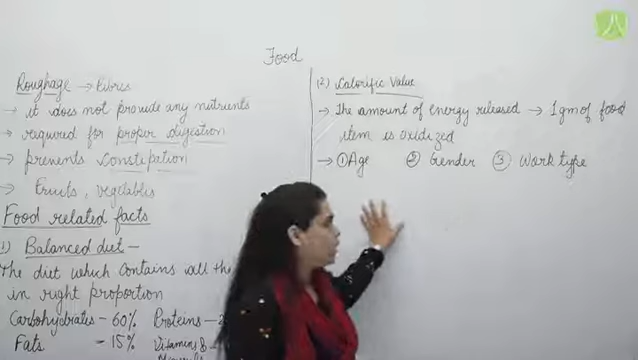 Food
Roughage → Fibres
→ it does not provide any nutrients
→ required for proper digestion
→ prevents Constipation
→ Fruits, vegetables
Food related facts
1) Balanced diet -
The diet which contains all the
in right proportion
Carbohydrates - 60% Proteins -
Fats - 15% Vitamins &
(2) Calorific Value
→ The amount of energy released → 1gm of food
item is oxidized
→ ① Age ② Gender ③ Work type